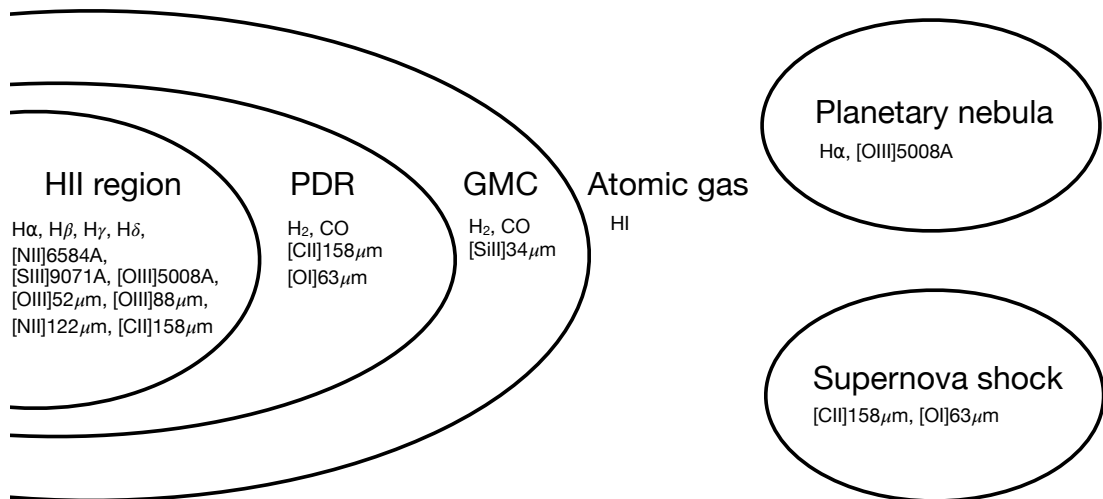 HII region
Hα, Hβ, Hγ, Hδ,
[NII]6584A
[SIII]9071A, [OIII]5008A,
[OIII]52μm, [OIII]88μm,
[NII]122μm, [CII]158μm
PDR
H₂, CO
[CII]158μm
[OI]63μm
GMC
H₂, CO
[SiII]34μm
Atomic gas
HI
Planetary nebula
Hα, [OIII]5008A
Supernova shock
[CII]158μm, [OI]63μm